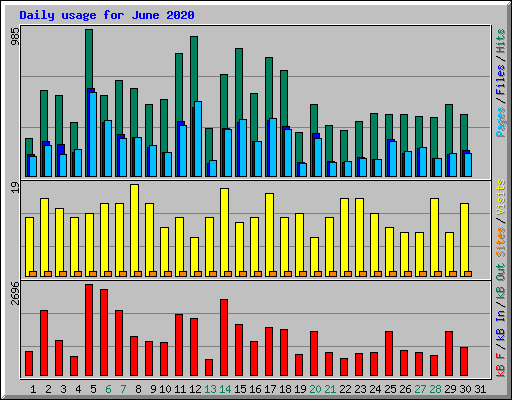 Daily usage for June 2020
985
Pages / Files / Hits
19
Sites / Visits
2696
kB F / kB In / kB Out
1 2 3 4 5 6 7 8 9 10 11 12 13 14 15 16 17 18 19 20 21 22 23 24 25 26 27 28 29 30 31